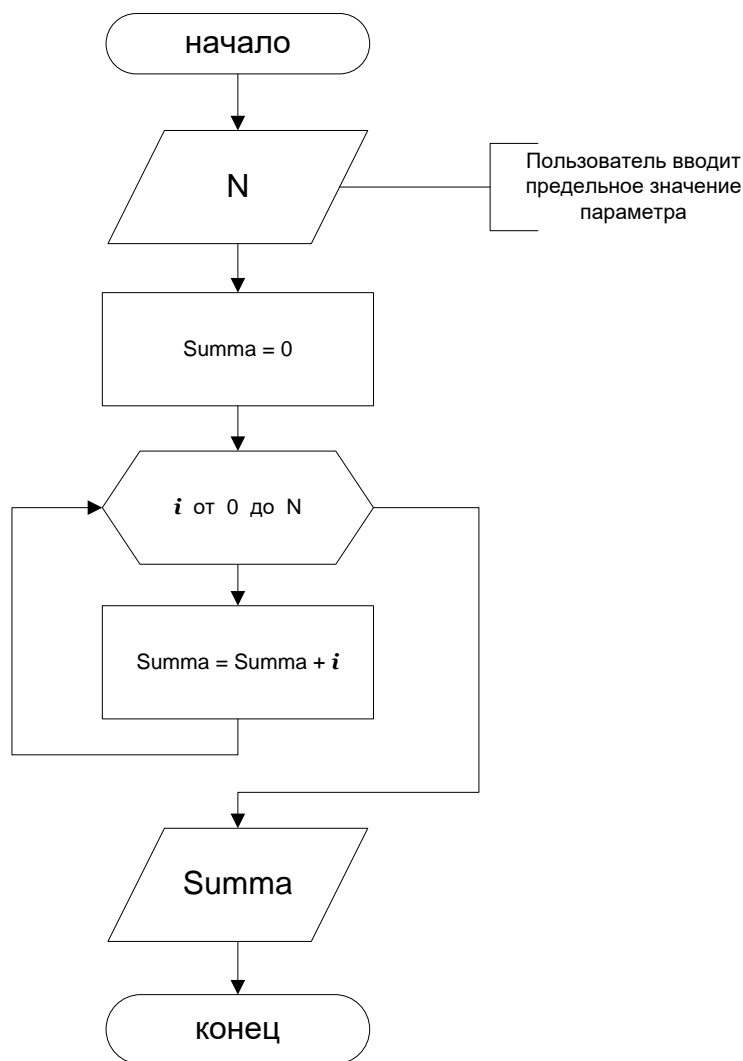 начало
N
Пользователь вводит
предельное значение
параметра
Summa = 0
i от 0 до N
Summa = Summa + i
Summa
конец